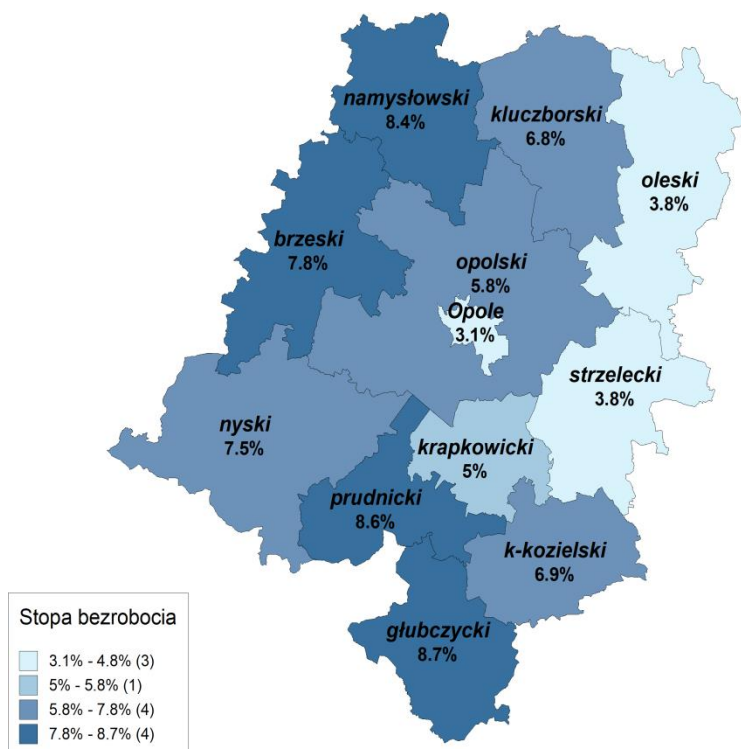 namysłowski
8.4%
kluczborski
6.8%
oleski
3.8%
brzeski
7.8%
opolski
5.8%
Opole
3.1%
strzelecki
3.8%
nyski
7.5%
krapkowicki
5%
prudnicki
8.6%
k-kozielski
6.9%
głubczycki
8.7%
Stopa bezrobocia
3.1% - 4.8% (3)
5% - 5.8% (1)
5.8% - 7.8% (4)
7.8% - 8.7% (4)